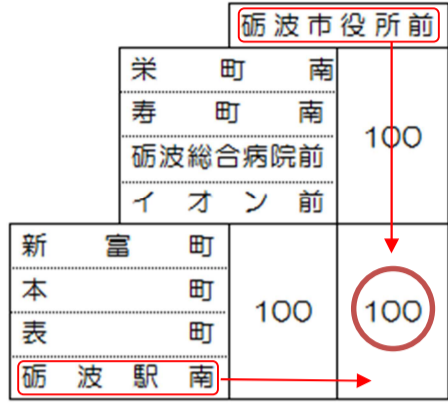 砺波市役所前
栄町南
寿町南
砺波総合病院前
イオン前
100
新富町
本町
表町
砺波駅南
100
100